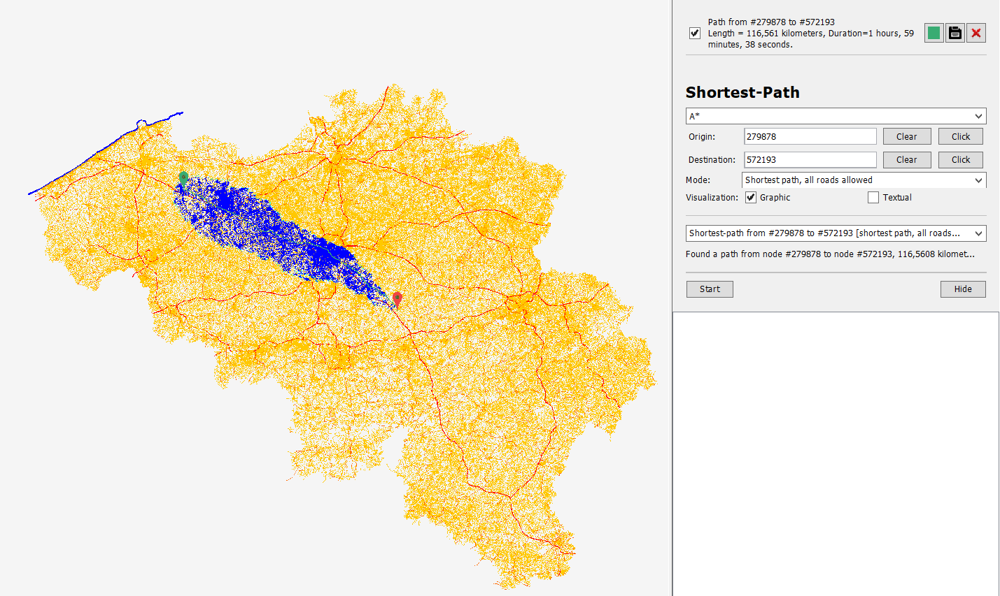 Path from #279878 to #572193
Length = 116,561 kilometers, Duration=1 hours, 59
minutes, 38 seconds.
Shortest-Path
A*
Origin: 279878 Clear Click
Destination: 572193 Clear Click
Mode: Shortest path, all roads allowed
Visualization: Graphic Textual
Shortest-path from #279878 to #572193 [shortest path, all roads...
Found a path from node #279878 to node #572193, 116,5608 kilomet...
Start Hide